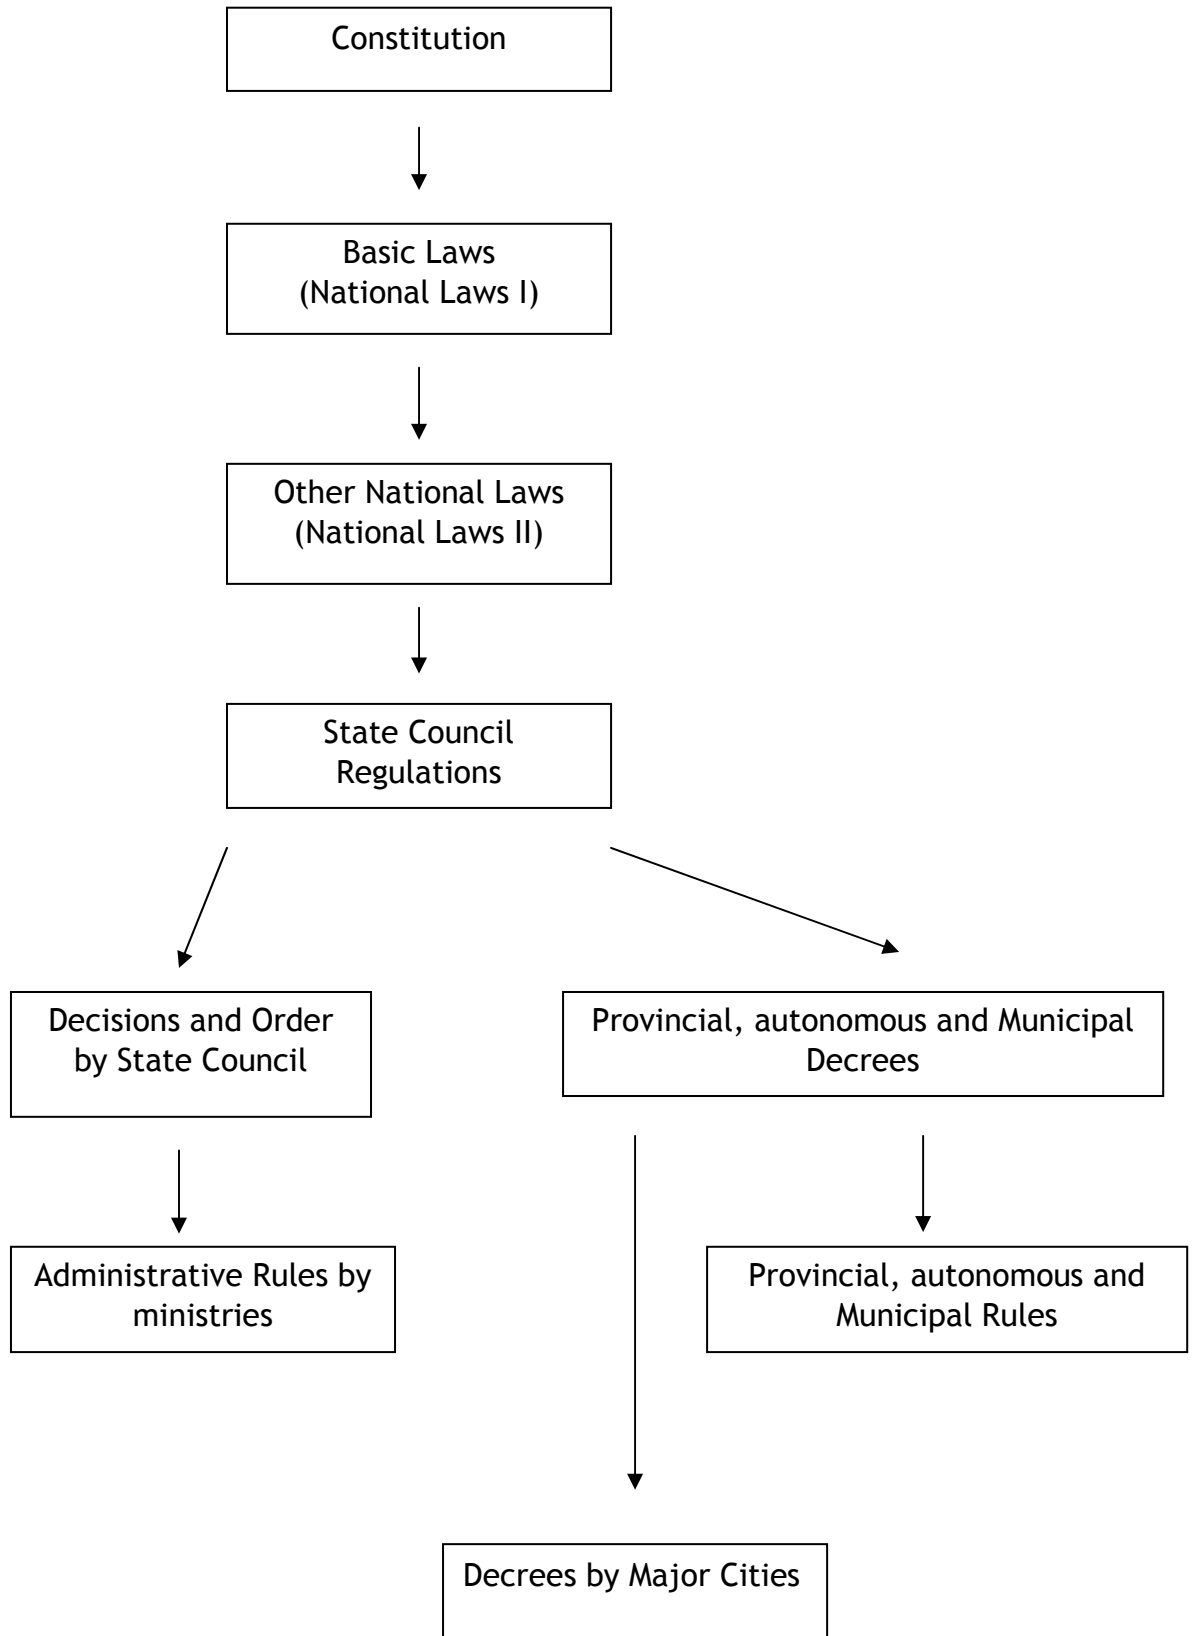 Constitution
Basic Laws
(National Laws I)
Other National Laws
(National Laws II)
State Council
Regulations
Decisions and Order
by State Council
Provincial, autonomous and Municipal
Decrees
Administrative Rules by
ministries
Provincial, autonomous and
Municipal Rules
Decrees by Major Cities